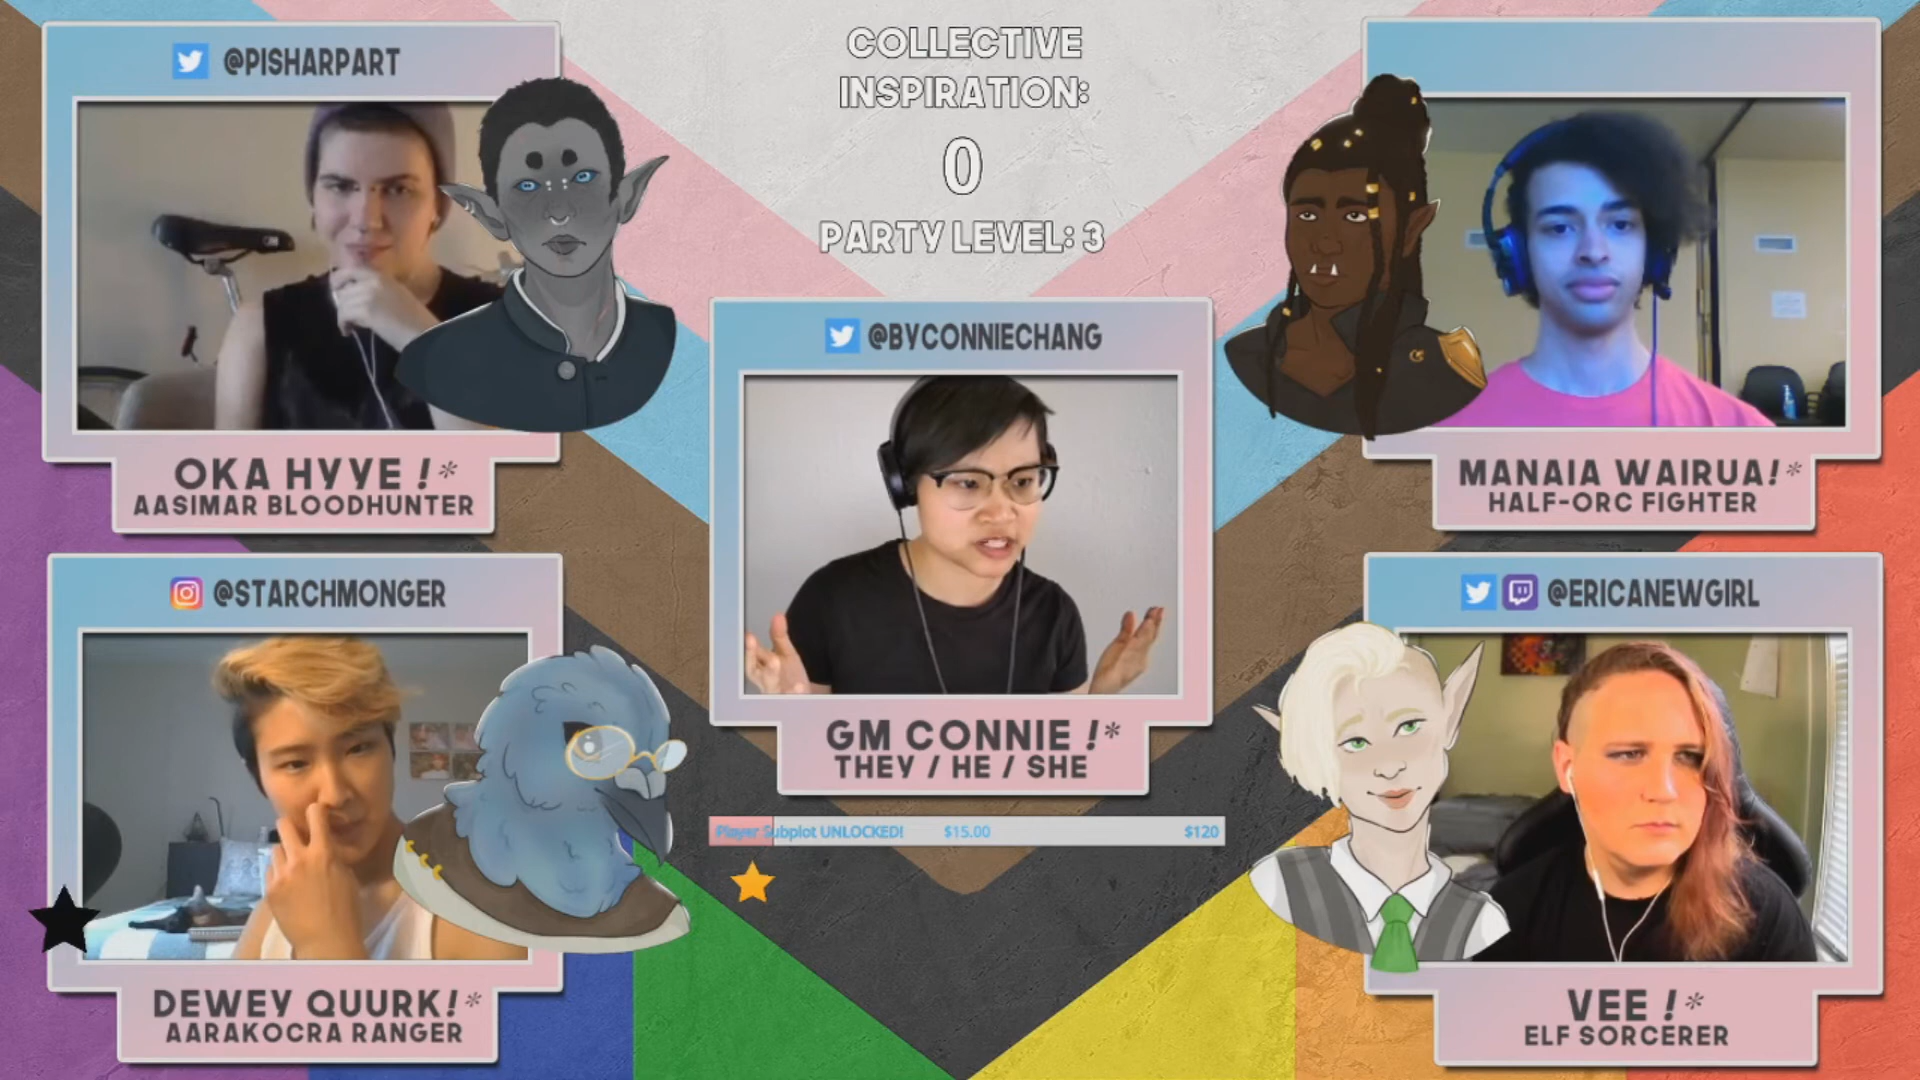 @PISHARPART
OKA HYYE !*
AASIMAR BLOODHUNTER
COLLECTIVE
INSPIRATION:
0
PARTY LEVEL: 3
@BYCONNIECHANG
GM CONNIE !*
THEY / HE / SHE
Player Subplot UNLOCKED! $15.00 $120
MANAIA WAIRUA!*
HALF-ORC FIGHTER
@STARCHMONGER
DEWEY QUURK!*
AARAKOCRA RANGER
@ERICANEWGIRL
VEE !*
ELF SORCERER